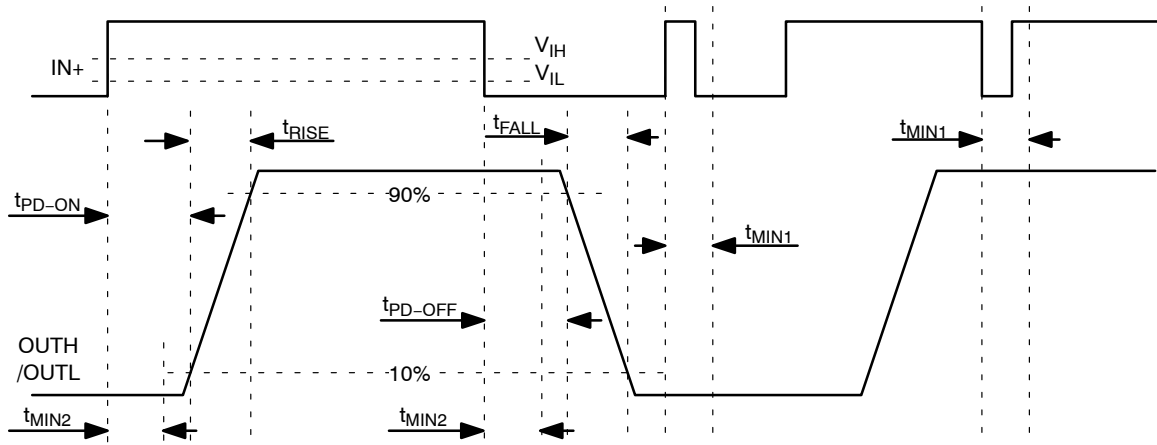 V_IH
IN+
V_IL
t_RISE
t_FALL
t_MIN1
90%
t_PD–ON
t_MIN1
t_PD–OFF
OUTH
/OUTL
10%
t_MIN2
t_MIN2